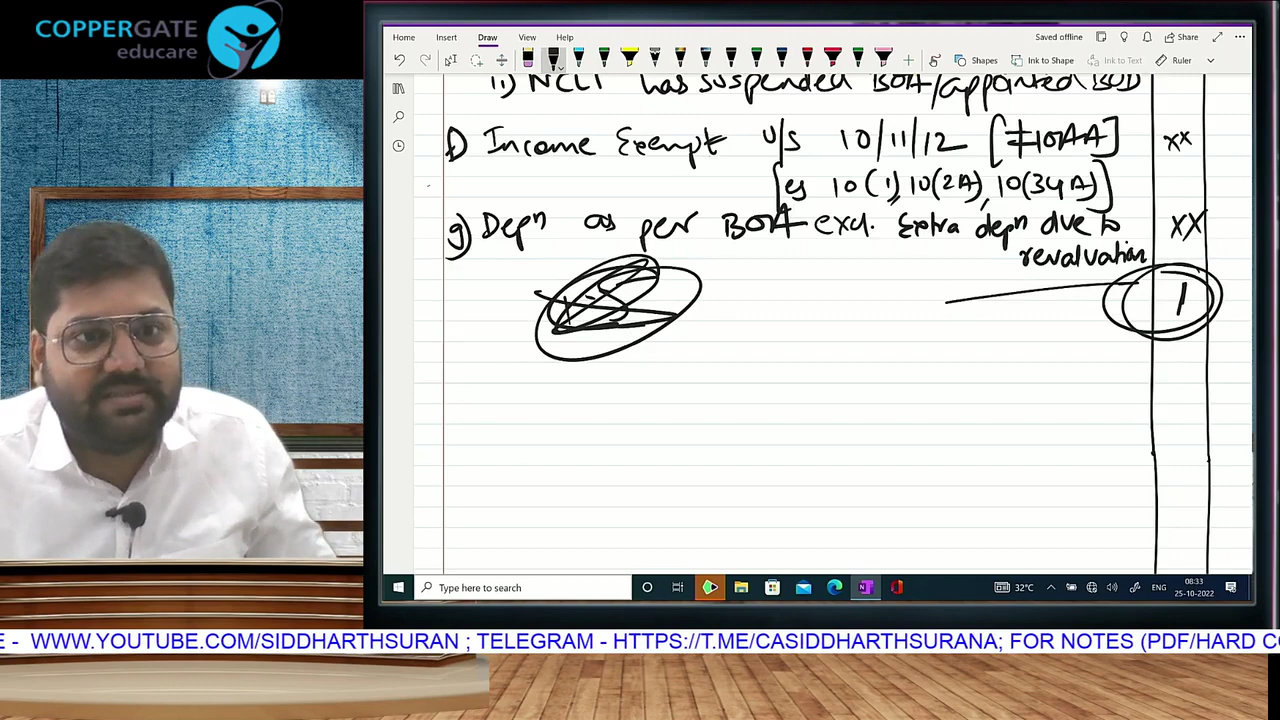 COPPERGATE
educare
Home Insert Draw View Help
Saved offline
Share
Shapes
Ink to Shape
Ink to Text
Ruler
ii) NCLT has suspended BOD/appointed BOD
f) Income Exempt u/s 10/11/12 [≠10AA] xx
[eg 10(1), 10(2A), 10(34A)]
g) Depn as per BOA excl. Extra depn due to xx
revaluation
1
Type here to search
32°C
ENG
08:33
25-10-2022
E - WWW.YOUTUBE.COM/SIDDHARTHSURAN ; TELEGRAM - HTTPS://T.ME/CASIDDHARTHSURANA; FOR NOTES (PDF/HARD CO